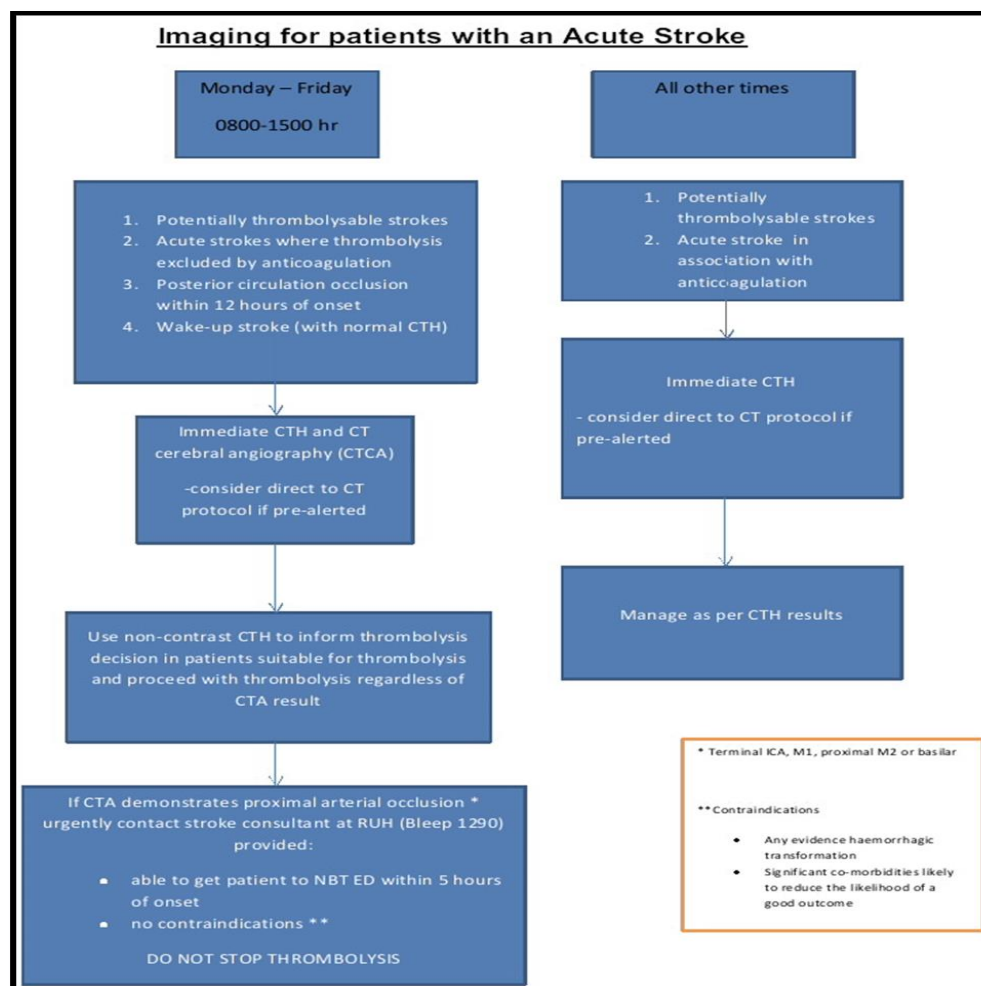 Imaging for patients with an Acute Stroke
Monday – Friday
0800-1500 hr
1. Potentially thrombolysable strokes
2. Acute strokes where thrombolysis
excluded by anticoagulation
3. Posterior circulation occlusion
within 12 hours of onset
4. Wake-up stroke (with normal CTH)
Immediate CTH and CT
cerebral angiography (CTCA)
-consider direct to CT
protocol if pre-alerted
Use non-contrast CTH to inform thrombolysis
decision in patients suitable for thrombolysis
and proceed with thrombolysis regardless of
CTA result
If CTA demonstrates proximal arterial occlusion *
urgently contact stroke consultant at RUH (Bleep 1290)
provided:
• able to get patient to NBT ED within 5 hours
of onset
• no contraindications **
DO NOT STOP THROMBOLYSIS
All other times
1. Potentially
thrombolysable strokes
2. Acute stroke in
association with
anticoagulation
Immediate CTH
- consider direct to CT protocol if
pre-alerted
Manage as per CTH results
* Terminal ICA, M1, proximal M2 or basilar
**Contraindications
• Any evidence haemorrhagic
transformation
• Significant co-morbidities likely
to reduce the likelihood of a
good outcome